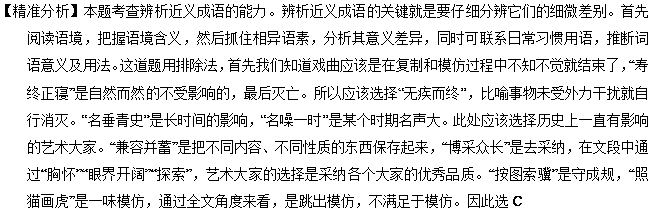 【精准分析】本题考查辨析近义成语的能力。辨析近义成语的关键就是要仔细分辨它们的细微差别。首先
阅读语境，把握语境含义，然后抓住相异语素，分析其意义差异，同时可联系日常习惯用语，推断词
语意义及用法。这道题用排除法，首先我们知道戏曲应该是在复制和模仿过程中不知不觉就结束了，“寿
终正寝”是自然而然的不受影响的，最后灭亡。所以应该选择“无疾而终”，比喻事物未受外力干扰就自
行消灭。“名垂青史”是长时间的影响，“名噪一时”是某个时期名声大。此处应该选择历史上一直有影响
的艺术大家。“兼容并蓄”是把不同内容、不同性质的东西保存起来，“博采众长”是去采纳，在文段中通
过“胸怀”“眼界开阔”“探索”，艺术大家的选择是采纳各个大家的优秀品质。“按图索骥”是守成规，“照
猫画虎”是一味模仿，通过全文角度来看，是跳出模仿，不满足于模仿。因此选 C